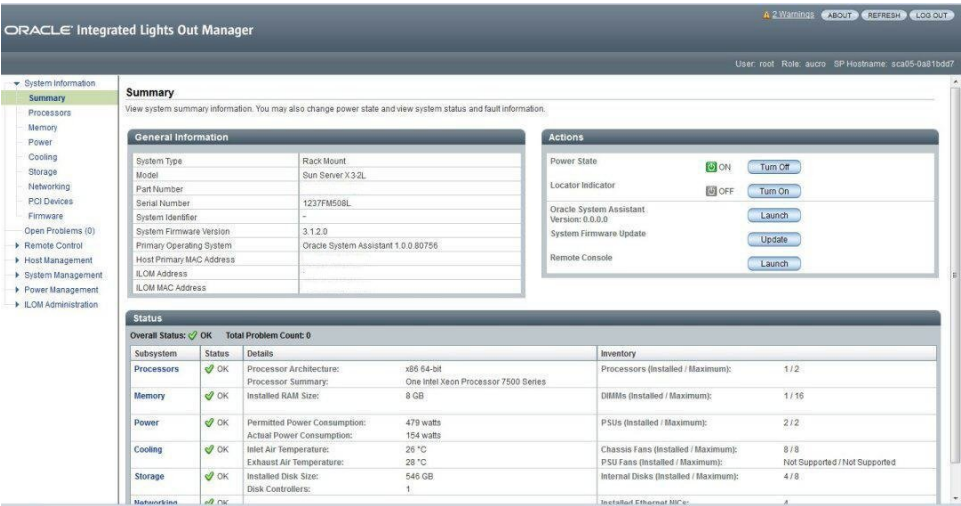 2 Warnings ABOUT REFRESH LOG OUT
ORACLE Integrated Lights Out Manager
User: root Role: aucro SP Hostname: sca05-0a81bdd7
System Information
Summary
Processors
Memory
Power
Cooling
Storage
Networking
PCI Devices
Firmware
Open Problems (0)
Remote Control
Host Management
System Management
Power Management
ILOM Administration
Summary
View system summary information. You may also change power state and view system status and fault information.
General Information
System Type Rack Mount
Model Sun Server X3-2L
Part Number
Serial Number 1237FM508L
System Identifier -
System Firmware Version 3.1.2.0
Primary Operating System Oracle System Assistant 1.0.0.80756
Host Primary MAC Address
ILOM Address
ILOM MAC Address
Actions
Power State ON Turn Off
Locator Indicator OFF Turn On
Oracle System Assistant
Version: 0.0.0.0 Launch
System Firmware Update Update
Remote Console Launch
Status
Overall Status: OK Total Problem Count: 0
Subsystem Status Details Inventory
Processors OK Processor Architecture: x86 64-bit Processors (Installed / Maximum): 1 / 2
Processor Summary: One Intel Xeon Processor 7500 Series
Memory OK Installed RAM Size: 8 GB DIMMs (Installed / Maximum): 1 / 16
Power OK Permitted Power Consumption: 479 watts PSUs (Installed / Maximum): 2 / 2
Actual Power Consumption: 154 watts
Cooling OK Inlet Air Temperature: 26 °C Chassis Fans (Installed / Maximum): 8 / 8
Exhaust Air Temperature: 28 °C PSU Fans (Installed / Maximum): Not Supported / Not Supported
Storage OK Installed Disk Size: 546 GB Internal Disks (Installed / Maximum): 4 / 8
Disk Controllers: 1
Networking OK Installed Ethernet NICs: 4